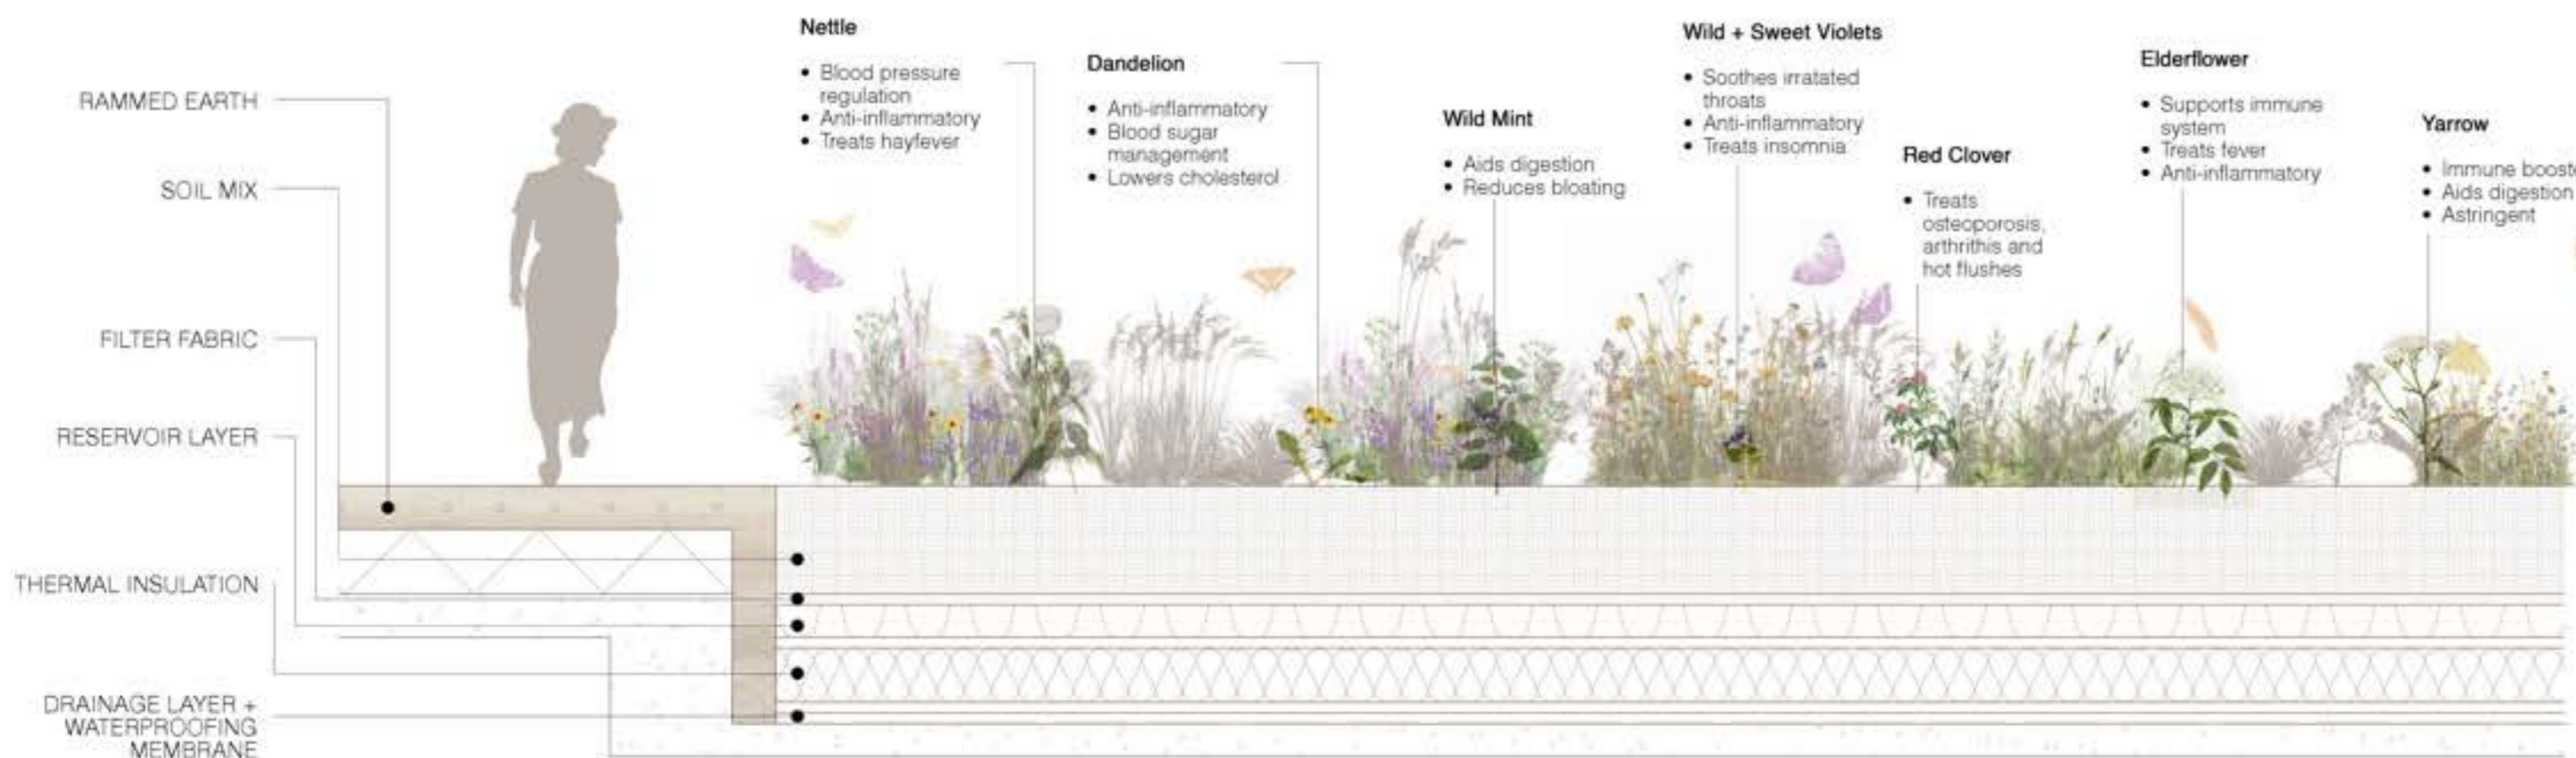 RAMMED EARTH
SOIL MIX
FILTER FABRIC
RESERVOIR LAYER
THERMAL INSULATION
DRAINAGE LAYER +
WATERPROOFING
MEMBRANE
Nettle
• Blood pressure
regulation
• Anti-inflammatory
• Treats hayfever
Dandelion
• Anti-inflammatory
• Blood sugar
management
• Lowers cholesterol
Wild Mint
• Aids digestion
• Reduces bloating
Wild + Sweet Violets
• Soothes irratated
throats
• Anti-inflammatory
• Treats insomnia
Red Clover
• Treats
osteoporosis,
arthrithis and
hot flushes
Elderflower
• Supports immune
system
• Treats fever
• Anti-inflammatory
Yarrow
• Immune booste
• Aids digestion
• Astringent